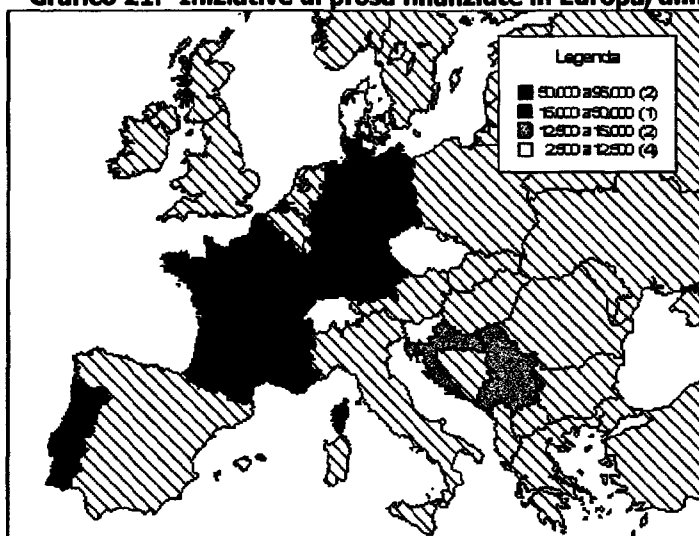 Grafico 21: Iniziative di prosa finanziate in Europa, ann
Legenda
50.000 a 95.000 (2)
15.000 a 50.000 (1)
12.500 a 15.000 (2)
2.500 a 12.500 (4)